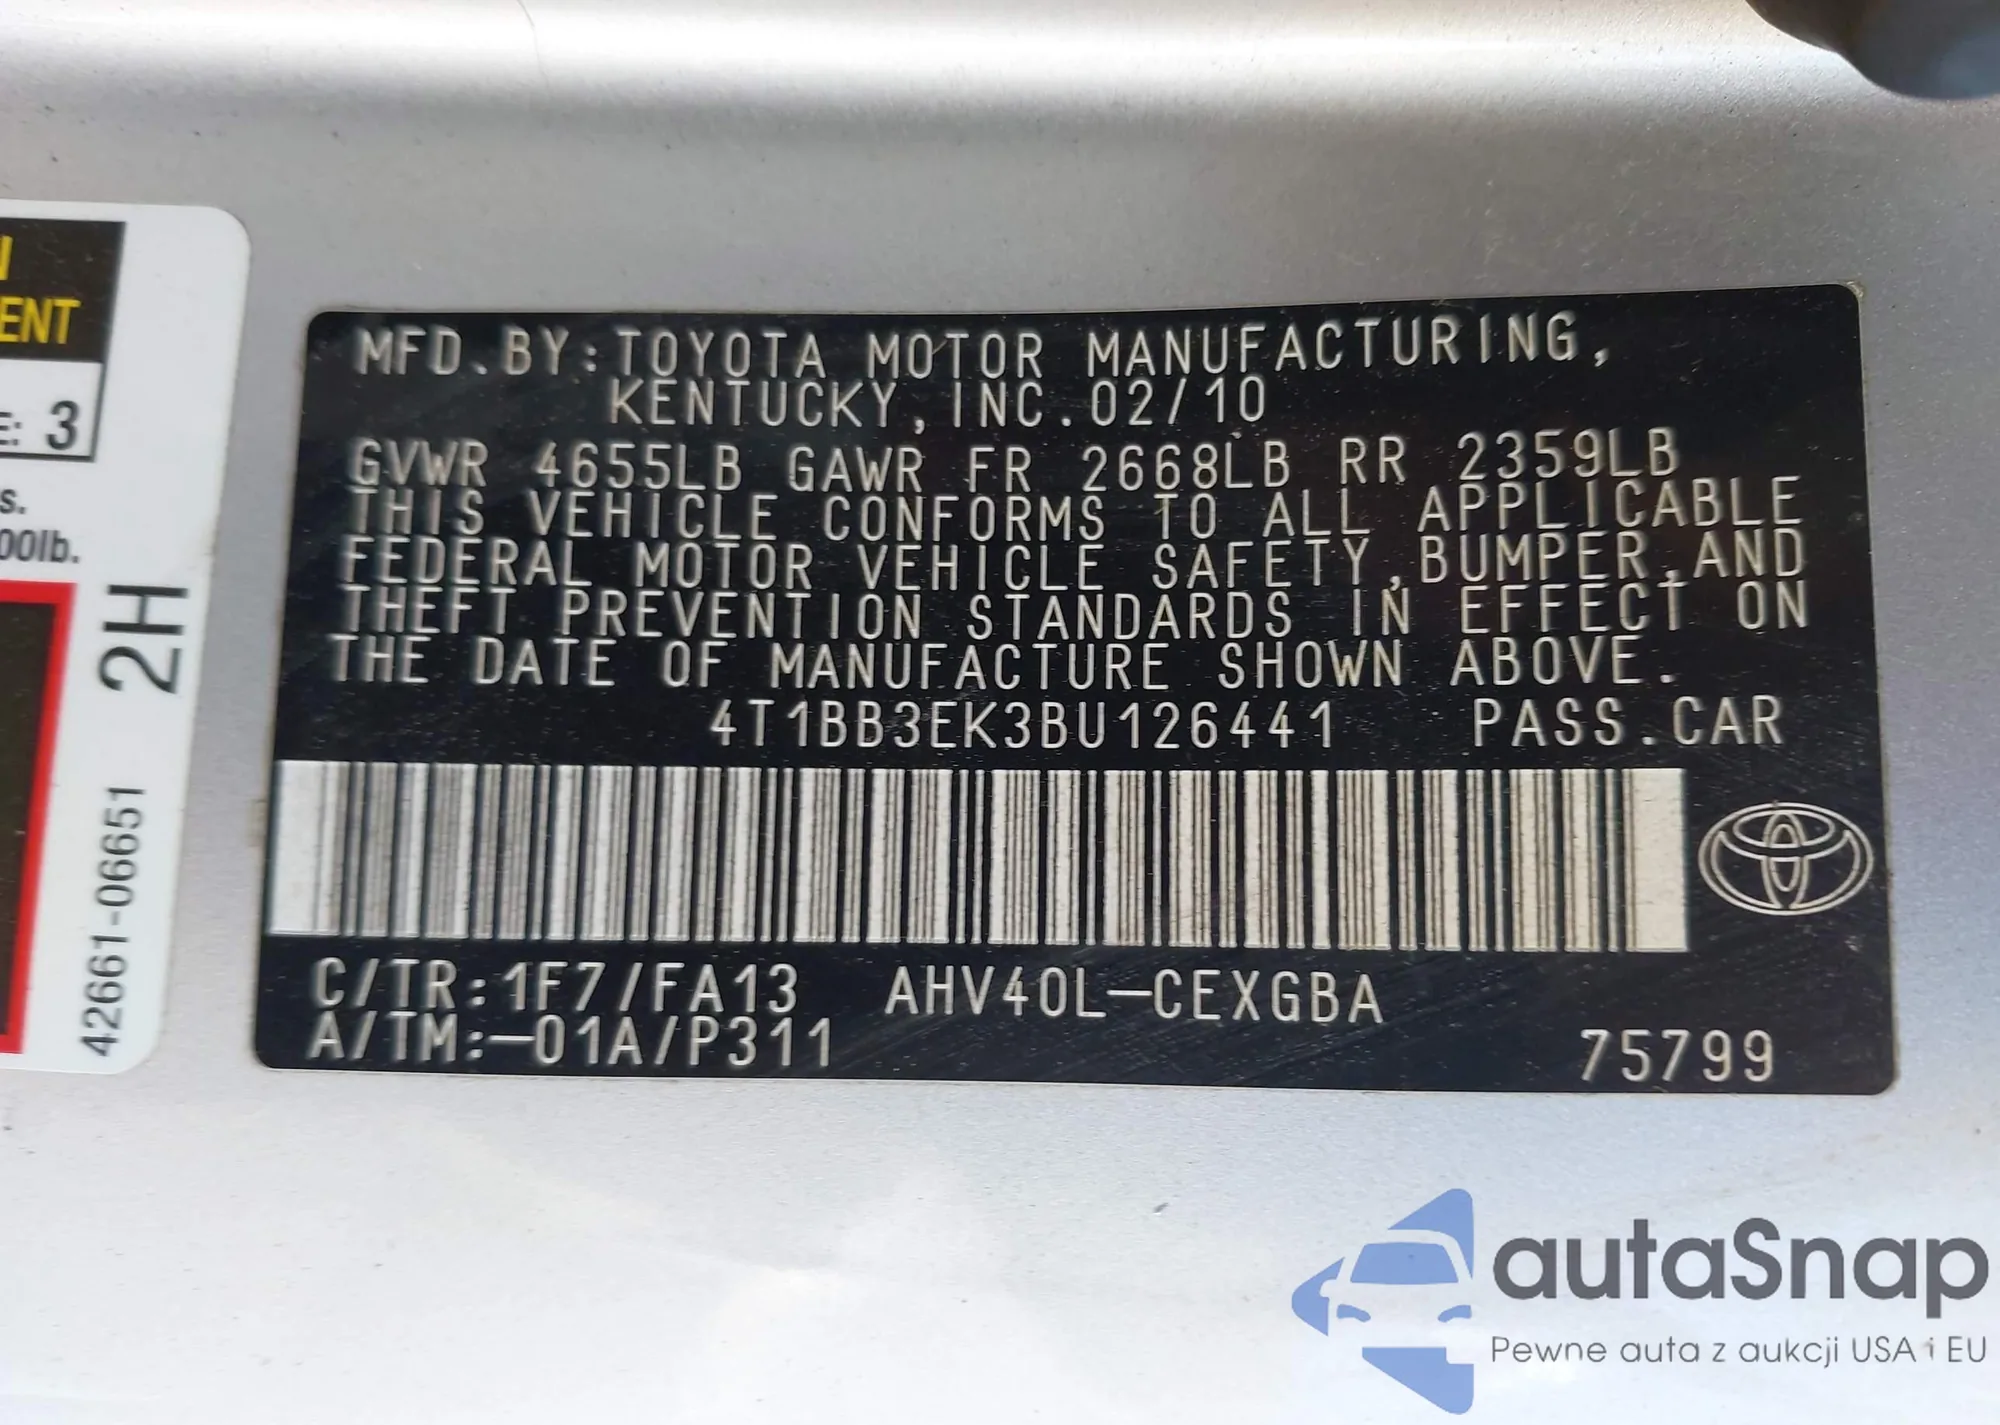 N
ENT
E: 3
s.
00lb.
2H
42661-06651
MFD.BY:TOYOTA MOTOR MANUFACTURING,
KENTUCKY,INC.02/10
GVWR 4655LB GAWR FR 2668LB RR 2359LB
THIS VEHICLE CONFORMS TO ALL APPLICABLE
FEDERAL MOTOR VEHICLE SAFETY,BUMPER,AND
THEFT PREVENTION STANDARDS IN EFFECT ON
THE DATE OF MANUFACTURE SHOWN ABOVE.
4T1BB3EK3BU126441 PASS.CAR
C/TR:1F7/FA13 AHV40L-CEXGBA
A/TM:-01A/P311 75799
autaSnap
Pewne auta z aukcji USA i EU